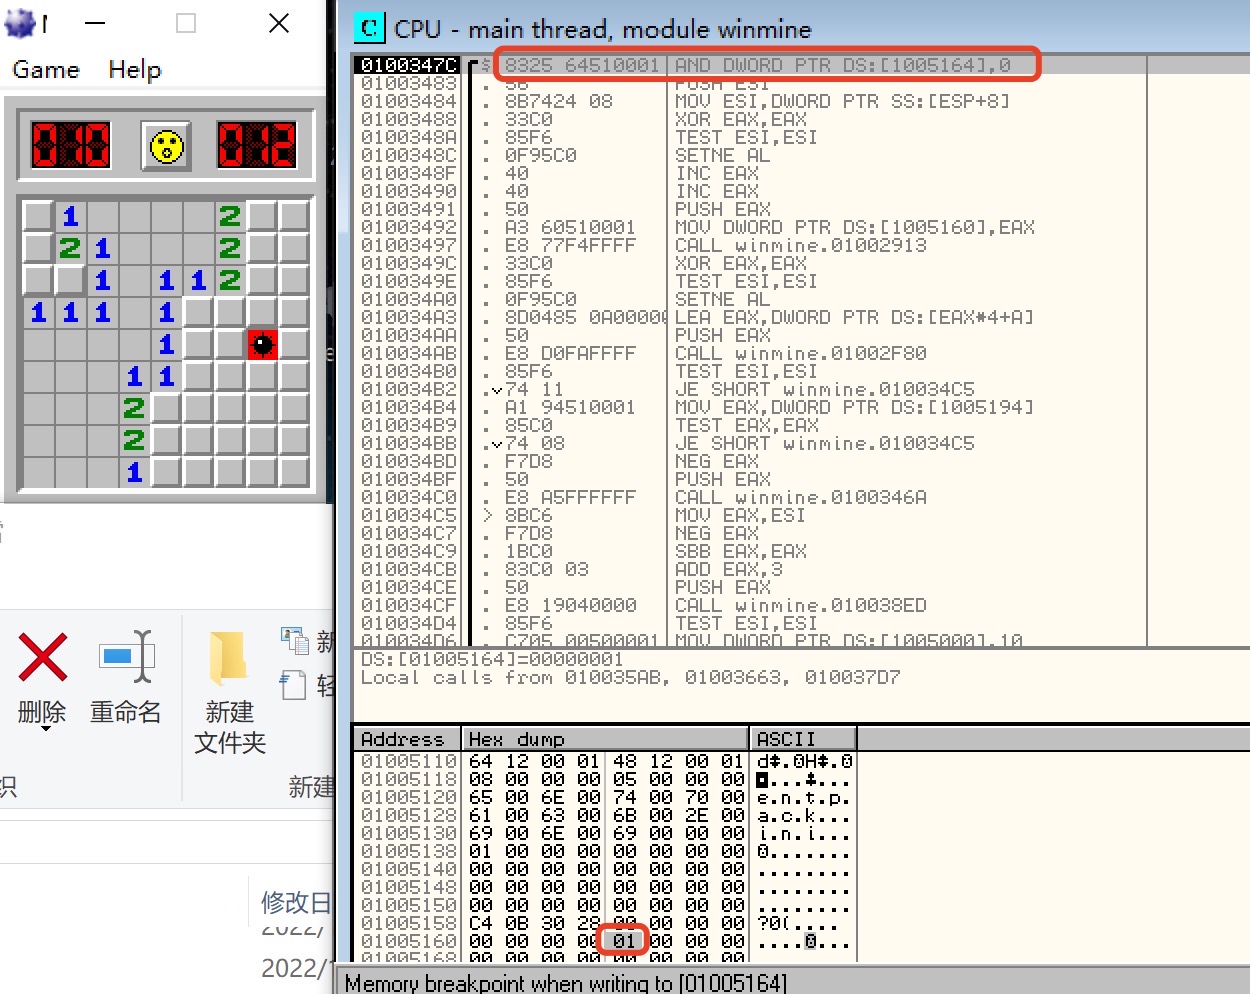 Game Help
010 012
1 2
2 1 2
1 1 1 2
1 1 1 1
1
1 1
2
2
1
删除
重命名
新建
文件夹
新建
修改日
2022/
2022/
C CPU - main thread, module winmine
0100347C $ 8325 64510001 AND DWORD PTR DS:[1005164],0
01003483 . 56 PUSH ESI
01003484 . 8B7424 08 MOV ESI,DWORD PTR SS:[ESP+8]
01003488 . 33C0 XOR EAX,EAX
0100348A . 85F6 TEST ESI,ESI
0100348C . 0F95C0 SETNE AL
0100348F . 40 INC EAX
01003490 . 40 INC EAX
01003491 . 50 PUSH EAX
01003492 . A3 60510001 MOV DWORD PTR DS:[1005160],EAX
01003497 . E8 77F4FFFF CALL winmine.01002913
0100349C . 33C0 XOR EAX,EAX
0100349E . 85F6 TEST ESI,ESI
010034A0 . 0F95C0 SETNE AL
010034A3 . 8D0485 0A00000 LEA EAX,DWORD PTR DS:[EAX*4+A]
010034AA . 50 PUSH EAX
010034AB . E8 D0FAFFFF CALL winmine.01002F80
010034B0 . 85F6 TEST ESI,ESI
010034B2 . 74 11 JE SHORT winmine.010034C5
010034B4 . A1 94510001 MOV EAX,DWORD PTR DS:[1005194]
010034B9 . 85C0 TEST EAX,EAX
010034BB . 74 08 JE SHORT winmine.010034C5
010034BD . F7D8 NEG EAX
010034BF . 50 PUSH EAX
010034C0 . E8 A5FFFFFF CALL winmine.0100346A
010034C5 > 8BC6 MOV EAX,ESI
010034C7 . F7D8 NEG EAX
010034C9 . 1BC0 SBB EAX,EAX
010034CB . 83C0 03 ADD EAX,3
010034CE . 50 PUSH EAX
010034CF . E8 19040000 CALL winmine.010038ED
010034D4 . 85F6 TEST ESI,ESI
010034D6 . C705 00500001 MOV DWORD PTR DS:[1005000],10
DS:[01005164]=00000001
Local calls from 010035AB, 01003663, 010037D7
Address Hex dump ASCII
01005110 64 12 00 01 48 12 00 01
01005118 08 00 00 00 05 00 00 00
01005120 65 00 6E 00 74 00 70 00 e.n.t.p.
01005128 61 00 63 00 6B 00 2E 00 a.c.k...
01005130 69 00 6E 00 69 00 00 00 i.n.i...
01005138 01 00 00 00 00 00 00 00
01005140 00 00 00 00 00 00 00 00 ........
01005148 00 00 00 00 00 00 00 00 ........
01005150 00 00 00 00 00 00 00 00 ........
01005158 C4 0B 30 28 00 00 00 00 ?0(....
01005160 00 00 00 00 01 00 00 00
01005168 00 00 00 00 00 00 00 00
Memory breakpoint when writing to [01005164]